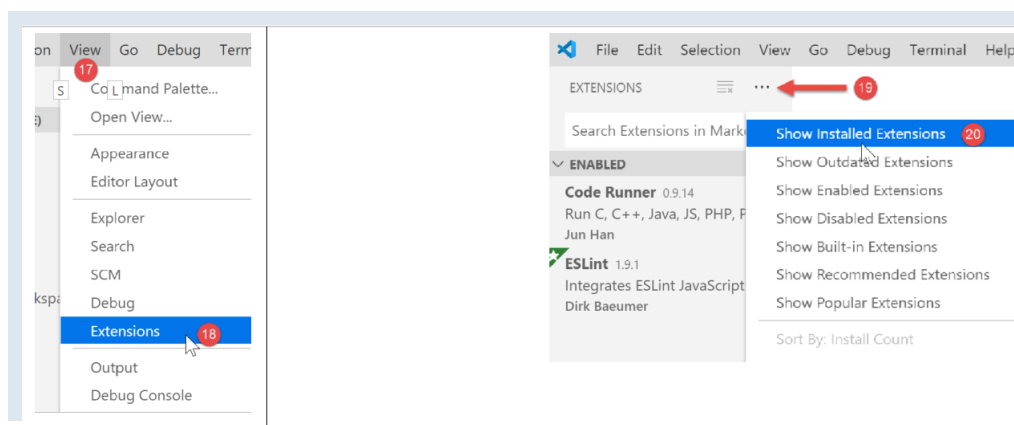 on View Go Debug Term
17
S Co L mand Palette...
Open View...
Appearance
Editor Layout
Explorer
Search
SCM
kspa
Debug
Extensions 18
Output
Debug Console
File Edit Selection View Go Debug Terminal Help
EXTENSIONS ... 19
Search Extensions in Mark
Show Installed Extensions 20
Show Outdated Extensions
ENABLED
Code Runner 0.9.14
Show Enabled Extensions
Run C, C++, Java, JS, PHP, P
Show Disabled Extensions
Jun Han
Show Built-in Extensions
ESLint 1.9.1
Show Recommended Extensions
Integrates ESLint JavaScript
Show Popular Extensions
Dirk Baeumer
Sort By: Install Count